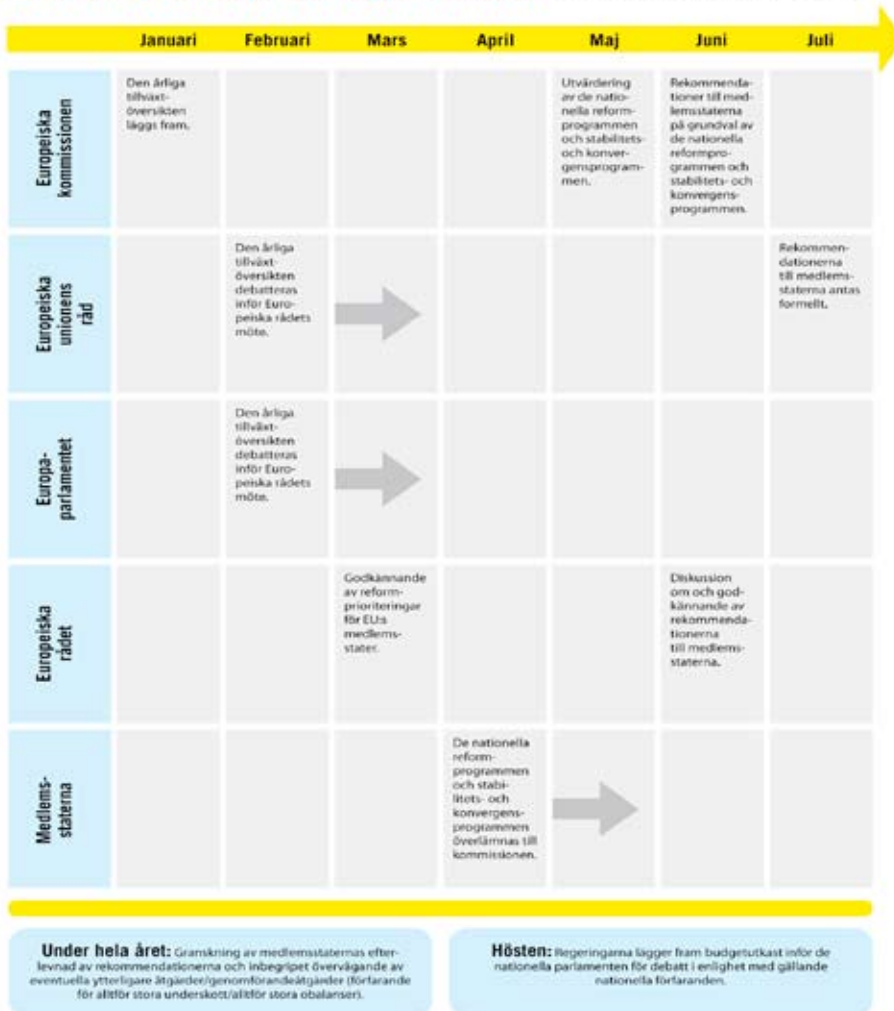 Januari Februari Mars April Maj Juni Juli
Europeiska
kommissionen
Den årliga
tillväxt-
översikten
läggs fram.
Utvärdering
av de natio-
nella reform-
programmen
och stabilitets-
och konver-
gensprogram-
men.
Rekommenda-
tioner till med-
lemsstaterna
på grundval av
de nationella
reformpro-
grammen och
stabilitets- och
konvergens-
programmen.
Europeiska
unionens
råd
Den årliga
tillväxt-
översikten
debatteras
inför Euro-
peiska rådets
möte.
Rekommen-
dationerna
till medlems-
staterna antas
formellt.
Europa-
parlamentet
Den årliga
tillväxt-
översikten
debatteras
inför Euro-
peiska rådets
möte.
Europeiska
rådet
Godkännande
av reform-
prioriteringar
för EU:s
medlems-
stater.
Diskussion
om och god-
kännande av
rekommenda-
tionerna
till medlems-
staterna.
Medlems-
staterna
De nationella
reform-
programmen
och stabi-
litets- och
konvergens-
programmen
överlämnas till
kommissionen.
Under hela året: Granskning av medlemsstaternas efter-
levnad av rekommendationerna och inbegripet övervägande av
eventuella ytterligare åtgärder/genomförandeåtgärder (förfarande
för alltför stora underskott/alltför stora obalanser).
Hösten: Regeringarna lägger fram budgetutkast inför de
nationella parlamenten för debatt i enlighet med gällande
nationella förfaranden.